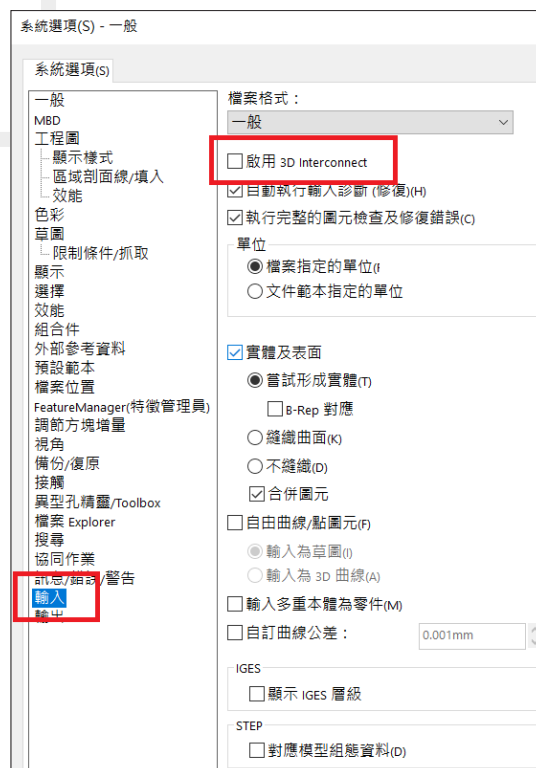 系統選項(S) - 一般
系統選項(S)
一般
MBD
工程圖
顯示樣式
區域剖面線/填入
效能
色彩
草圖
限制條件/抓取
顯示
選擇
效能
組合件
外部參考資料
預設範本
檔案位置
FeatureManager(特徵管理員)
調節方塊增量
視角
備份/復原
接觸
異型孔精靈/Toolbox
檔案 Explorer
搜尋
協同作業
訊息/錯誤/警告
輸入
輸出
檔案格式：
一般
啟用 3D Interconnect
自動執行輸入診斷 (修復)(H)
執行完整的圖元檢查及修復錯誤(C)
單位
檔案指定的單位(F
文件範本指定的單位
實體及表面
嘗試形成實體(T)
B-Rep 對應
縫織曲面(K)
不縫織(D)
合併圖元
自由曲線/點圖元(F)
輸入為草圖(I)
輸入為 3D 曲線(A)
輸入多重本體為零件(M)
自訂曲線公差：
0.001mm
IGES
顯示 IGES 層級
STEP
對應模型組態資料(D)